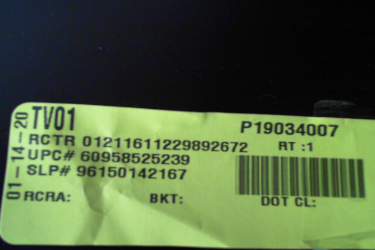 01-14-20
TV01
P19034007
RCTR 01211611229892672 RT :1
UPC# 60958525239
SLP# 96150142167
RCRA: BKT: DOT CL: